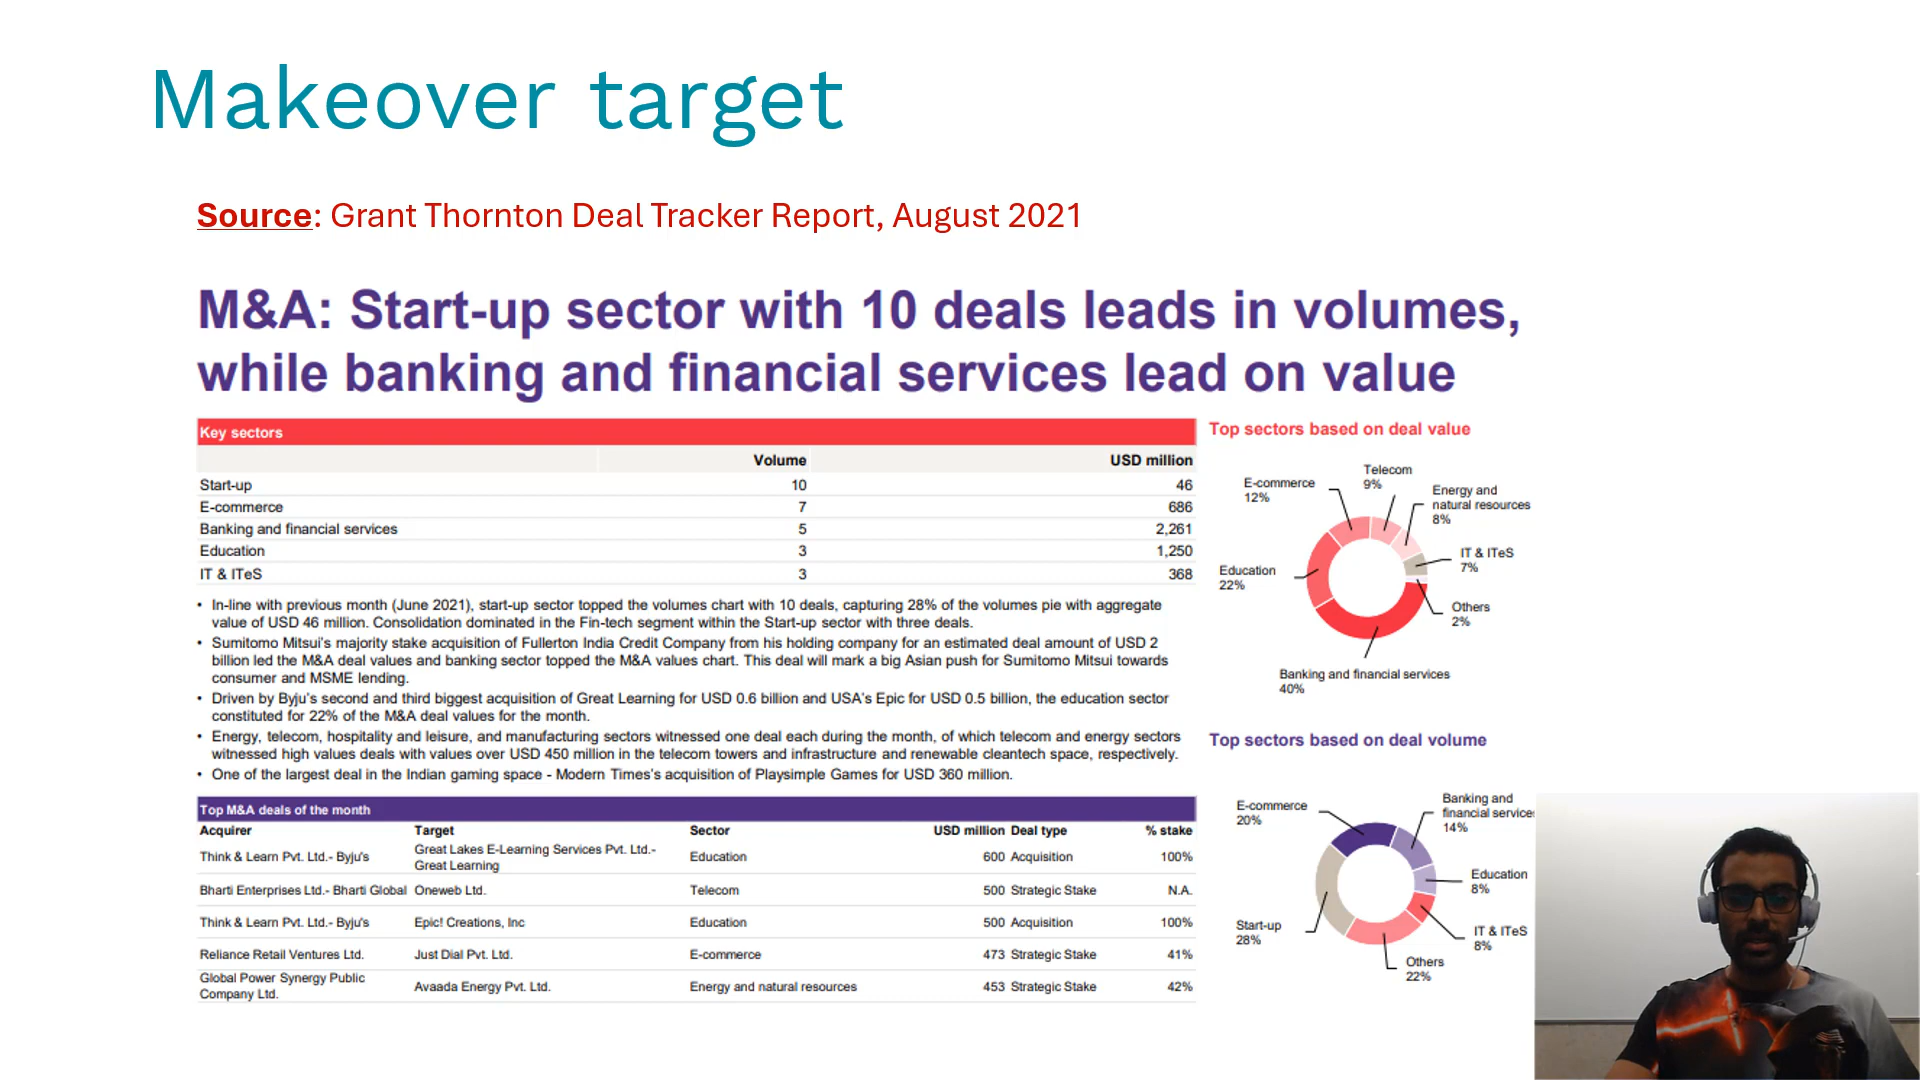 Makeover target
Source: Grant Thornton Deal Tracker Report, August 2021
M&A: Start-up sector with 10 deals leads in volumes,
while banking and financial services lead on value
Key sectors
Volume USD million
Start-up 10 46
E-commerce 7 686
Banking and financial services 5 2,261
Education 3 1,250
IT & ITeS 3 368
• In-line with previous month (June 2021), start-up sector topped the volumes chart with 10 deals, capturing 28% of the volumes pie with aggregate
value of USD 46 million. Consolidation dominated in the Fin-tech segment within the Start-up sector with three deals.
• Sumitomo Mitsui's majority stake acquisition of Fullerton India Credit Company from his holding company for an estimated deal amount of USD 2
billion led the M&A deal values and banking sector topped the M&A values chart. This deal will mark a big Asian push for Sumitomo Mitsui towards
consumer and MSME lending.
• Driven by Byju's second and third biggest acquisition of Great Learning for USD 0.6 billion and USA's Epic for USD 0.5 billion, the education sector
constituted for 22% of the M&A deal values for the month.
• Energy, telecom, hospitality and leisure, and manufacturing sectors witnessed one deal each during the month, of which telecom and energy sectors
witnessed high values deals with values over USD 450 million in the telecom towers and infrastructure and renewable cleantech space, respectively.
• One of the largest deal in the Indian gaming space - Modern Times's acquisition of Playsimple Games for USD 360 million.
Top M&A deals of the month
Acquirer Target Sector USD million Deal type % stake
Think & Learn Pvt. Ltd.- Byju's Great Lakes E-Learning Services Pvt. Ltd.- Education 600 Acquisition 100%
Great Learning
Bharti Enterprises Ltd.- Bharti Global Oneweb Ltd. Telecom 500 Strategic Stake N.A.
Think & Learn Pvt. Ltd.- Byju's Epic! Creations, Inc Education 500 Acquisition 100%
Reliance Retail Ventures Ltd. Just Dial Pvt. Ltd. E-commerce 473 Strategic Stake 41%
Global Power Synergy Public
Company Ltd. Avaada Energy Pvt. Ltd. Energy and natural resources 453 Strategic Stake 42%
Top sectors based on deal value
Telecom
9%
E-commerce
12%
Energy and
natural resources
8%
IT & ITeS
7%
Education
22%
Others
2%
Banking and financial services
40%
Top sectors based on deal volume
E-commerce
20%
Banking and
financial services
14%
Education
8%
Start-up
28%
IT & ITeS
8%
Others
22%